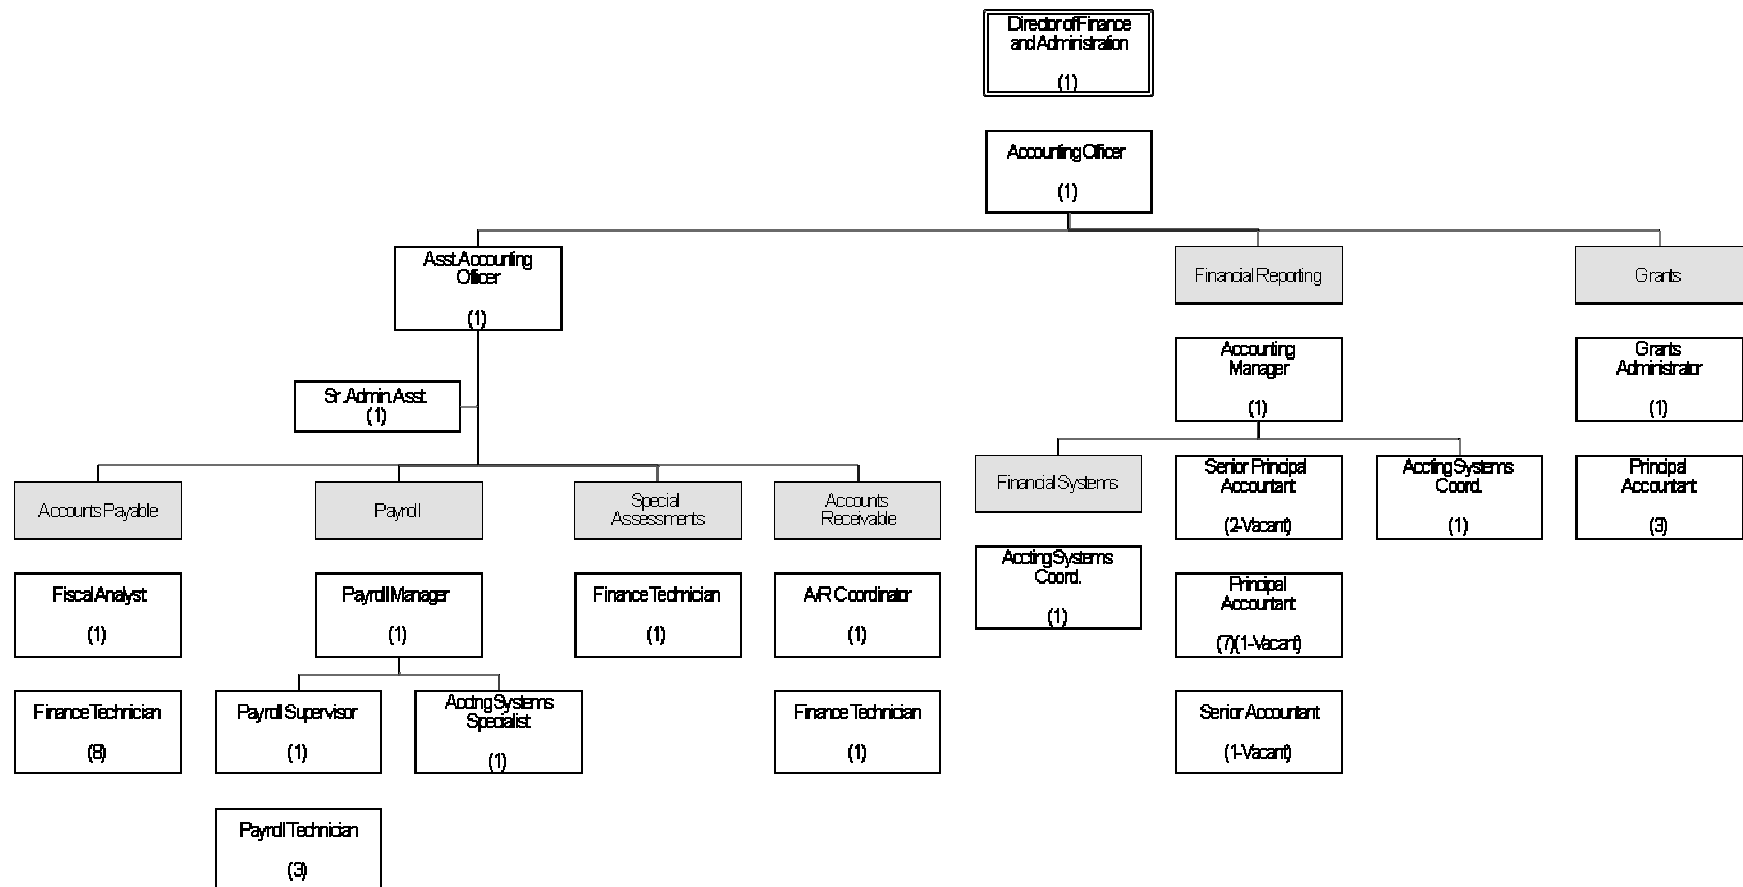 Director of Finance
and Administration
(1)
Accounting Officer
(1)
Asst. Accounting
Officer
(1)
Financial Reporting
Grants
Sr. Admin. Asst.
(1)
Accounting
Manager
(1)
Grants
Administrator
(1)
Accounts Payable
Payroll
Special
Assessments
Accounts
Receivable
Financial Systems
Senior Principal
Accountant
(2-Vacant)
Accting Systems
Coord.
(1)
Principal
Accountant
(3)
Accting Systems
Coord.
(1)
Fiscal Analyst
(1)
Payroll Manager
(1)
Finance Technician
(1)
A/R Coordinator
(1)
Principal
Accountant
(7)(1-Vacant)
Finance Technician
(8)
Payroll Supervisor
(1)
Acctng Systems
Specialist
(1)
Finance Technician
(1)
Senior Accountant
(1-Vacant)
Payroll Technician
(3)